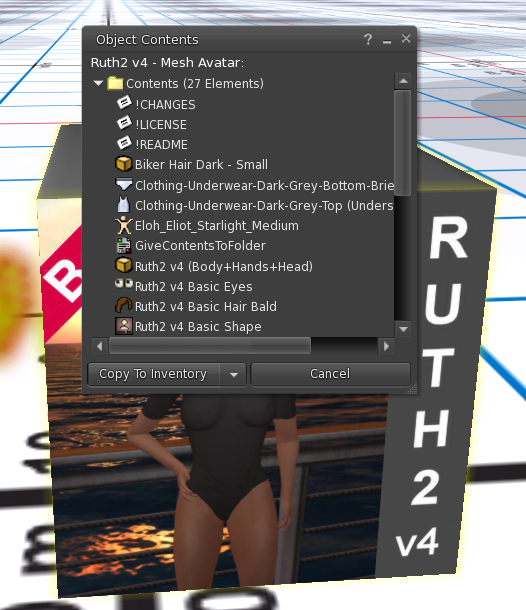 Object Contents
Ruth2 v4 - Mesh Avatar:
Contents (27 Elements)
!CHANGES
!LICENSE
!README
Biker Hair Dark - Small
Clothing-Underwear-Dark-Grey-Bottom-Brie
Clothing-Underwear-Dark-Grey-Top (Unders
Eloh_Eliot_Starlight_Medium
GiveContentsToFolder
Ruth2 v4 (Body+Hands+Head)
Ruth2 v4 Basic Eyes
Ruth2 v4 Basic Hair Bald
Ruth2 v4 Basic Shape
Copy To Inventory
Cancel
RUTH2
v4